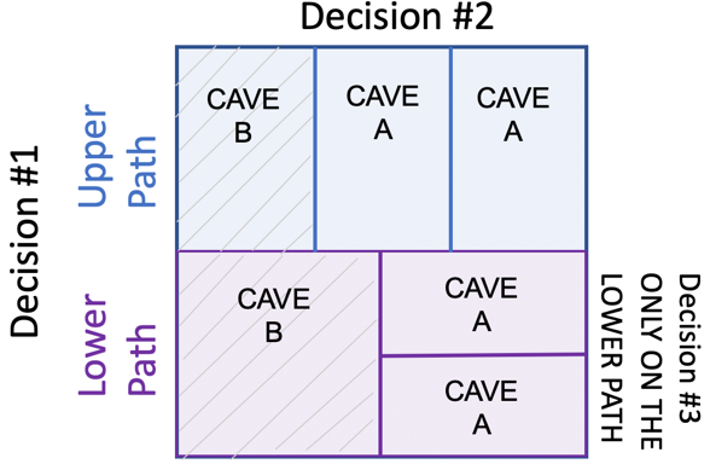 Decision #2
Decision #1
Upper
Path
CAVE
B
CAVE
A
CAVE
A
Lower
Path
CAVE
B
CAVE
A
CAVE
A
Decision #3
ONLY ON THE
LOWER PATH